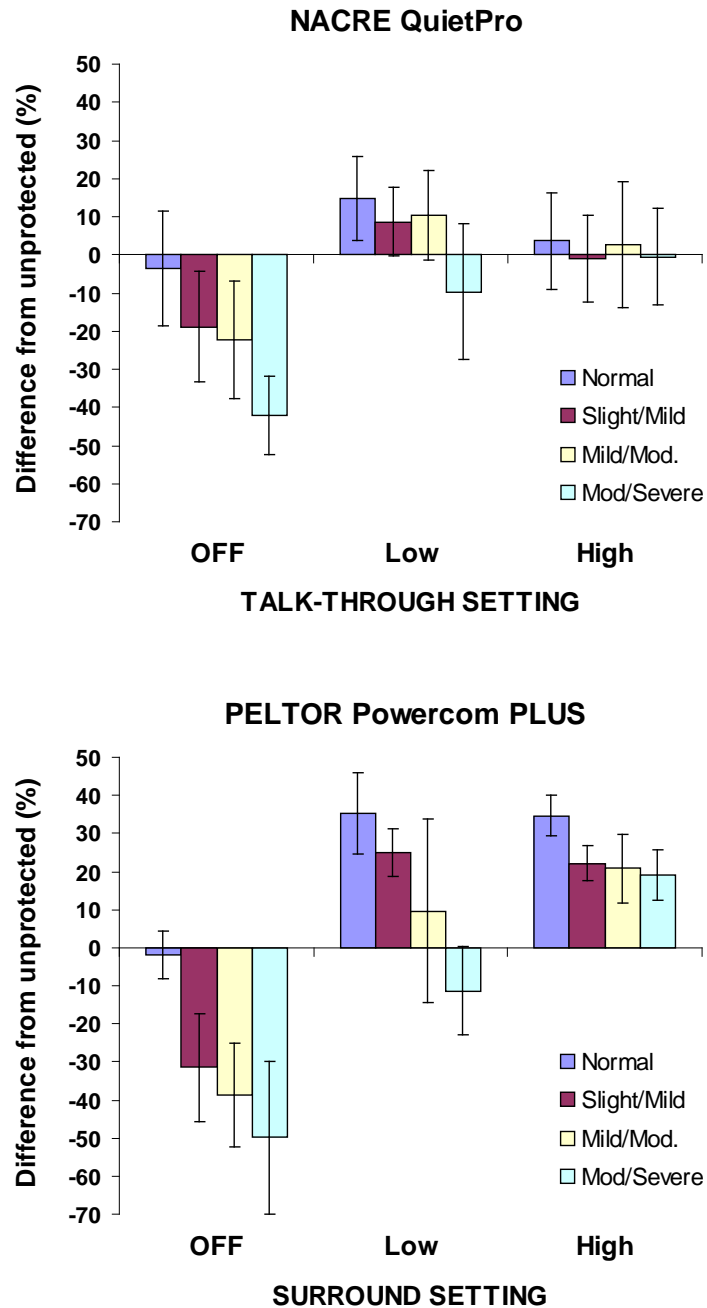 NACRE QuietPro
Difference from unprotected (%)
50
40
30
20
10
0
-10
-20
-30
-40
-50
-60
-70
Normal
Slight/Mild
Mild/Mod.
Mod/Severe
OFF Low High
TALK-THROUGH SETTING
PELTOR Powercom PLUS
Difference from unprotected (%)
50
40
30
20
10
0
-10
-20
-30
-40
-50
-60
-70
Normal
Slight/Mild
Mild/Mod.
Mod/Severe
OFF Low High
SURROUND SETTING